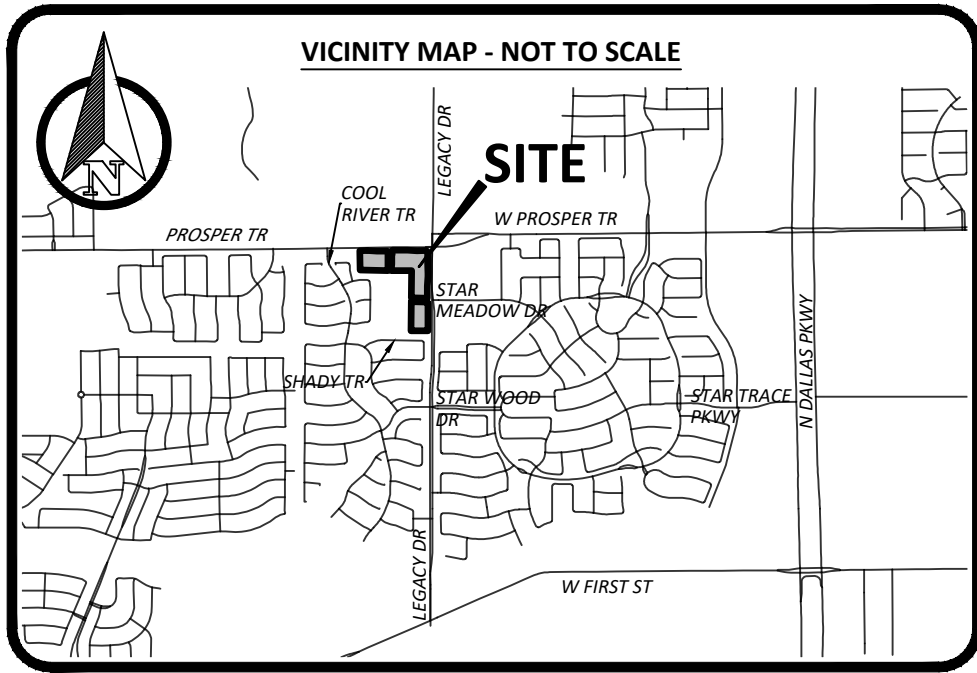 VICINITY MAP - NOT TO SCALE
N
LEGACY DR
SITE
COOL
RIVER TR
W PROSPER TR
PROSPER TR
STAR
MEADOW DR
N DALLAS PKWY
SHADY TR
STAR WOOD
DR
STAR TRACE
PKWY
LEGACY DR
W FIRST ST